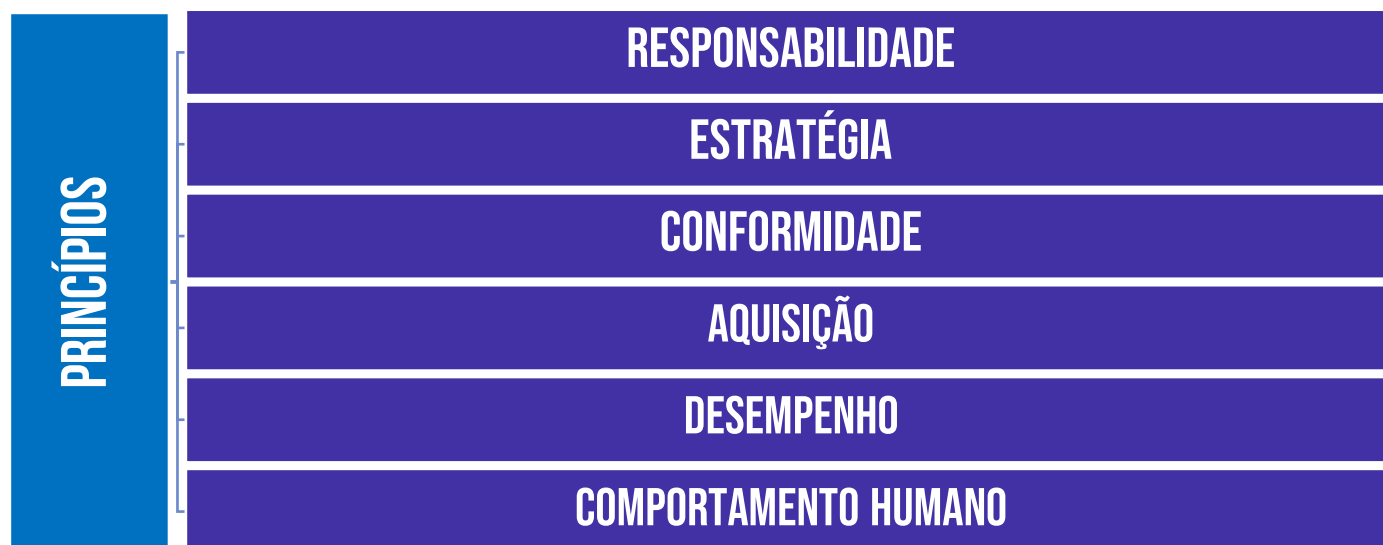 PRINCÍPIOS
RESPONSABILIDADE
ESTRATÉGIA
CONFORMIDADE
AQUISIÇÃO
DESEMPENHO
COMPORTAMENTO HUMANO